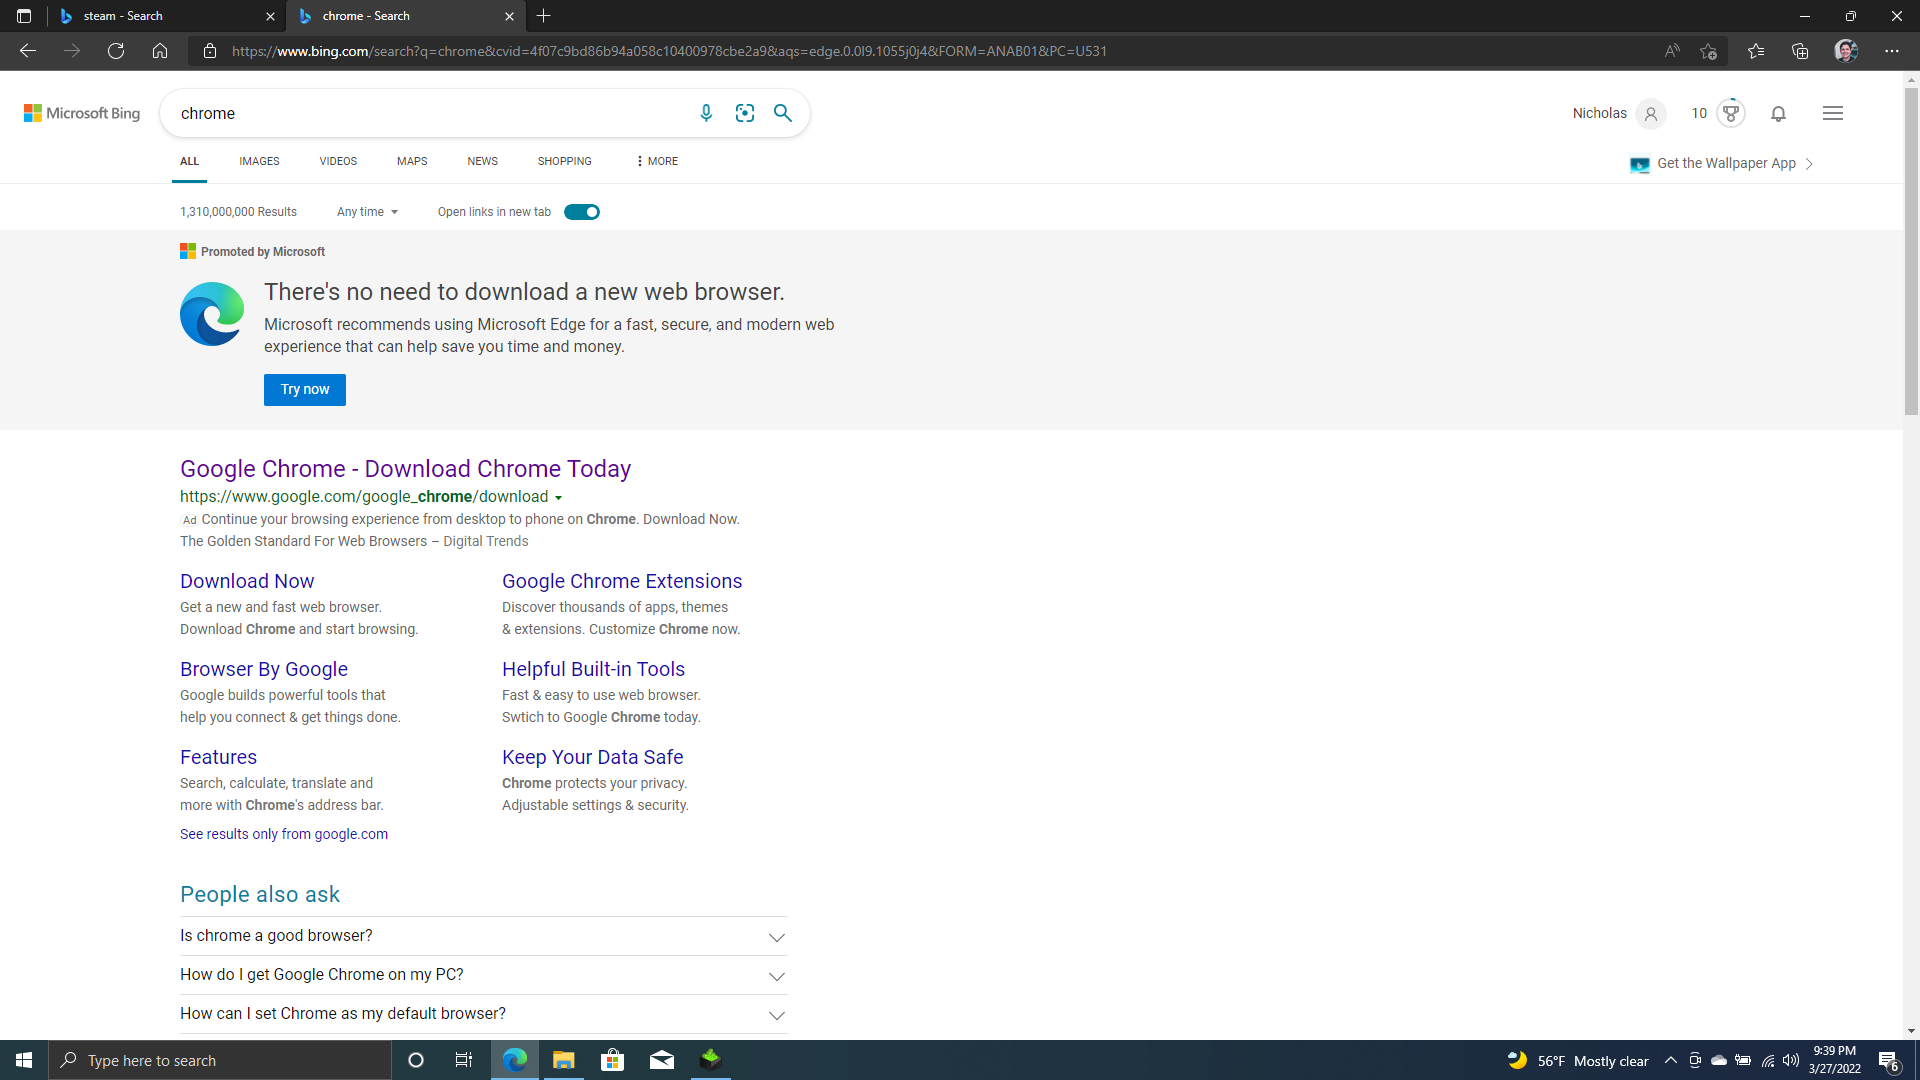 steam - Search
chrome - Search
https://www.bing.com/search?q=chrome&cvid=4f07c9bd86b94a058c10400978cbe2a9&aqs=edge.0.0l9.1055j0j4&FORM=ANAB01&PC=U531
Microsoft Bing
chrome
Nicholas
10
ALL IMAGES VIDEOS MAPS NEWS SHOPPING MORE
Get the Wallpaper App
1,310,000,000 Results Any time Open links in new tab
Promoted by Microsoft
There's no need to download a new web browser.
Microsoft recommends using Microsoft Edge for a fast, secure, and modern web
experience that can help save you time and money.
Try now
Google Chrome - Download Chrome Today
https://www.google.com/google_chrome/download
Ad Continue your browsing experience from desktop to phone on Chrome. Download Now.
The Golden Standard For Web Browsers – Digital Trends
Download Now
Get a new and fast web browser.
Download Chrome and start browsing.
Google Chrome Extensions
Discover thousands of apps, themes
& extensions. Customize Chrome now.
Browser By Google
Google builds powerful tools that
help you connect & get things done.
Helpful Built-in Tools
Fast & easy to use web browser.
Swtich to Google Chrome today.
Features
Search, calculate, translate and
more with Chrome's address bar.
Keep Your Data Safe
Chrome protects your privacy.
Adjustable settings & security.
See results only from google.com
People also ask
Is chrome a good browser?
How do I get Google Chrome on my PC?
How can I set Chrome as my default browser?
Type here to search
56°F Mostly clear
9:39 PM
3/27/2022
6